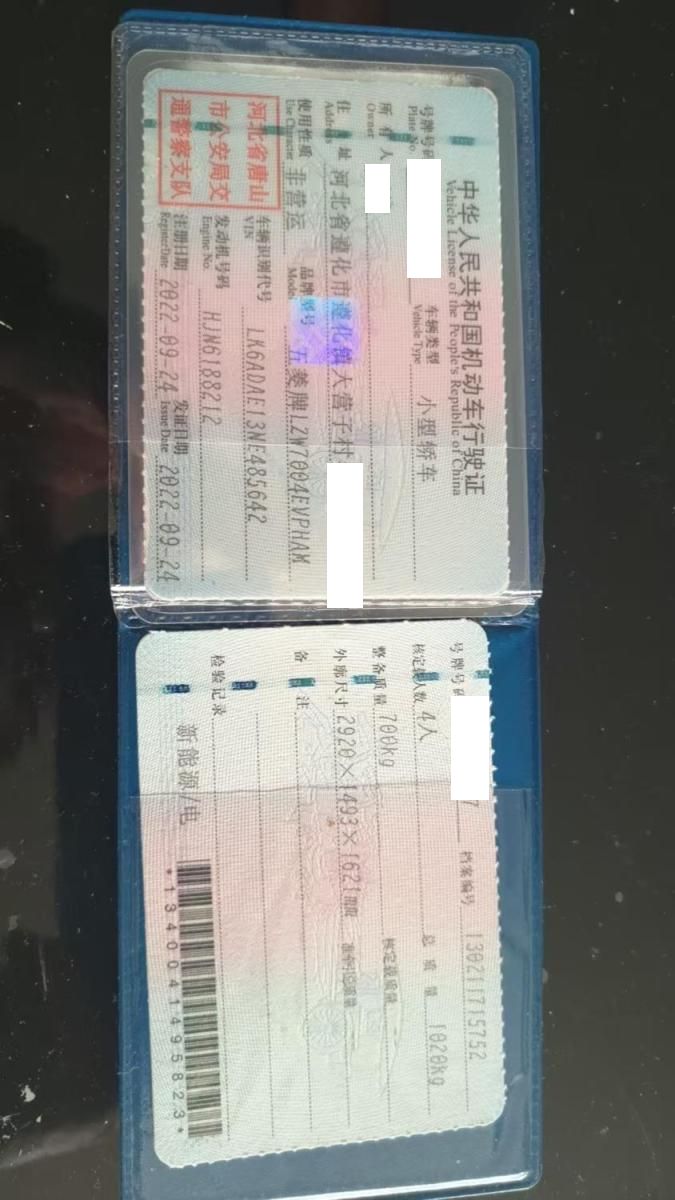 中华人民共和国机动车行驶证
Vehicle License of the People's Republic of China
号牌号码
Plate No.
车辆类型 小型轿车
Vehicle Type
所有人
Owner
住址 河北省遵化市遵化镇大营子村
Address
使用性质 非营运
Use Character
品牌型号 五菱牌LZW7004EVPHAM
Model
河北省唐山
市公安局交
通警察支队
车辆识别代号 LK6ADAE13NE485642
VIN
发动机号码 HJN6188212
Engine No.
注册日期 2022-09-24
Register Date
发证日期 2022-09-24
Issue Date
号牌号码 7
档案编号 130211715752
核定载人数 4人
总质量 1020kg
整备质量 700kg
核定载质量
外廓尺寸 2920×1493×1621mm
准牵引总质量
备注
检验记录
新能源/电
*1340041495823*